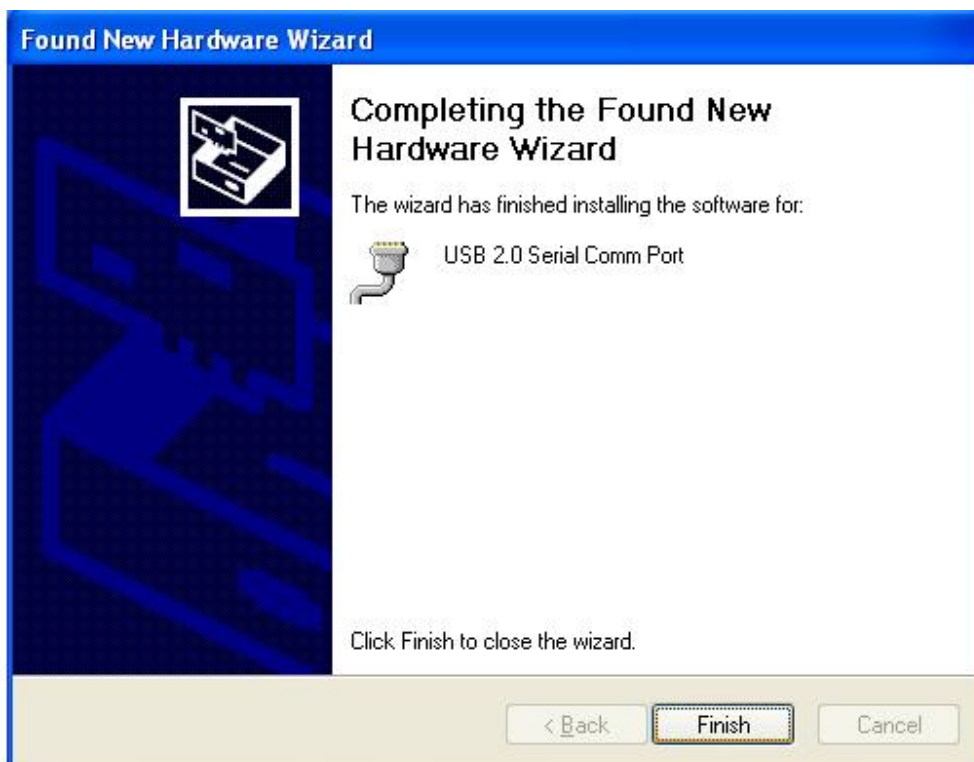 Found New Hardware Wizard
Completing the Found New
Hardware Wizard
The wizard has finished installing the software for:
USB 2.0 Serial Comm Port
Click Finish to close the wizard.
< Back
Finish
Cancel